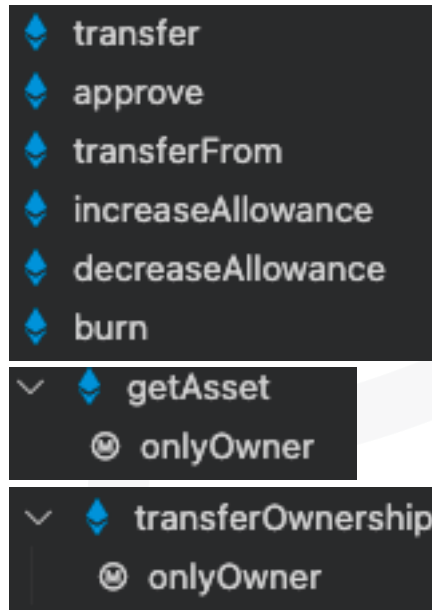 transfer
approve
transferFrom
increaseAllowance
decreaseAllowance
burn
getAsset
onlyOwner
transferOwnership
onlyOwner